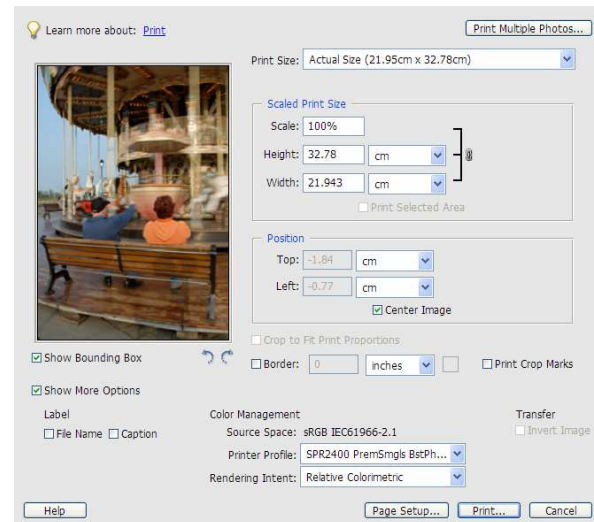 Learn more about: Print
Print Multiple Photos...
Print Size: Actual Size (21.95cm x 32.78cm)
Scaled Print Size
Scale: 100%
Height: 32.78 cm
Width: 21.943 cm
Print Selected Area
Position
Top: -1.84 cm
Left: -0.77 cm
Center Image
Crop to Fit Print Proportions
Show Bounding Box
Border: 0 inches
Print Crop Marks
Show More Options
Label
File Name Caption
Color Management
Source Space: sRGB IEC61966-2.1
Printer Profile: SPR2400 PremSmgls BstPh...
Rendering Intent: Relative Colorimetric
Transfer
Invert Image
Help
Page Setup... Print... Cancel